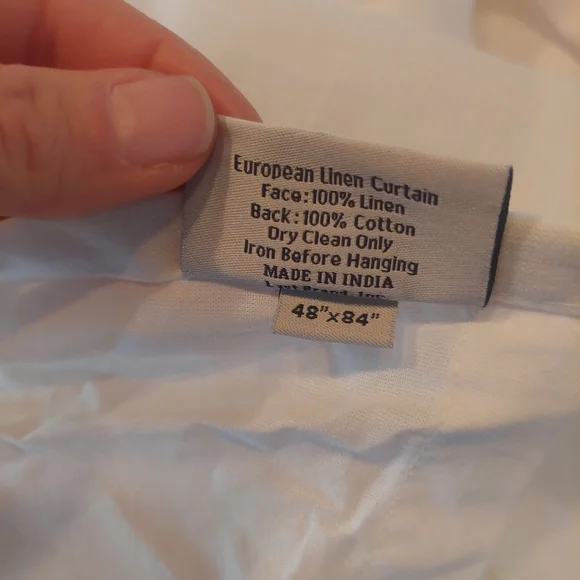 European Linen Curtain
Face: 100% Linen
Back: 100% Cotton
Dry Clean Only
Iron Before Hanging
MADE IN INDIA
48"x84"